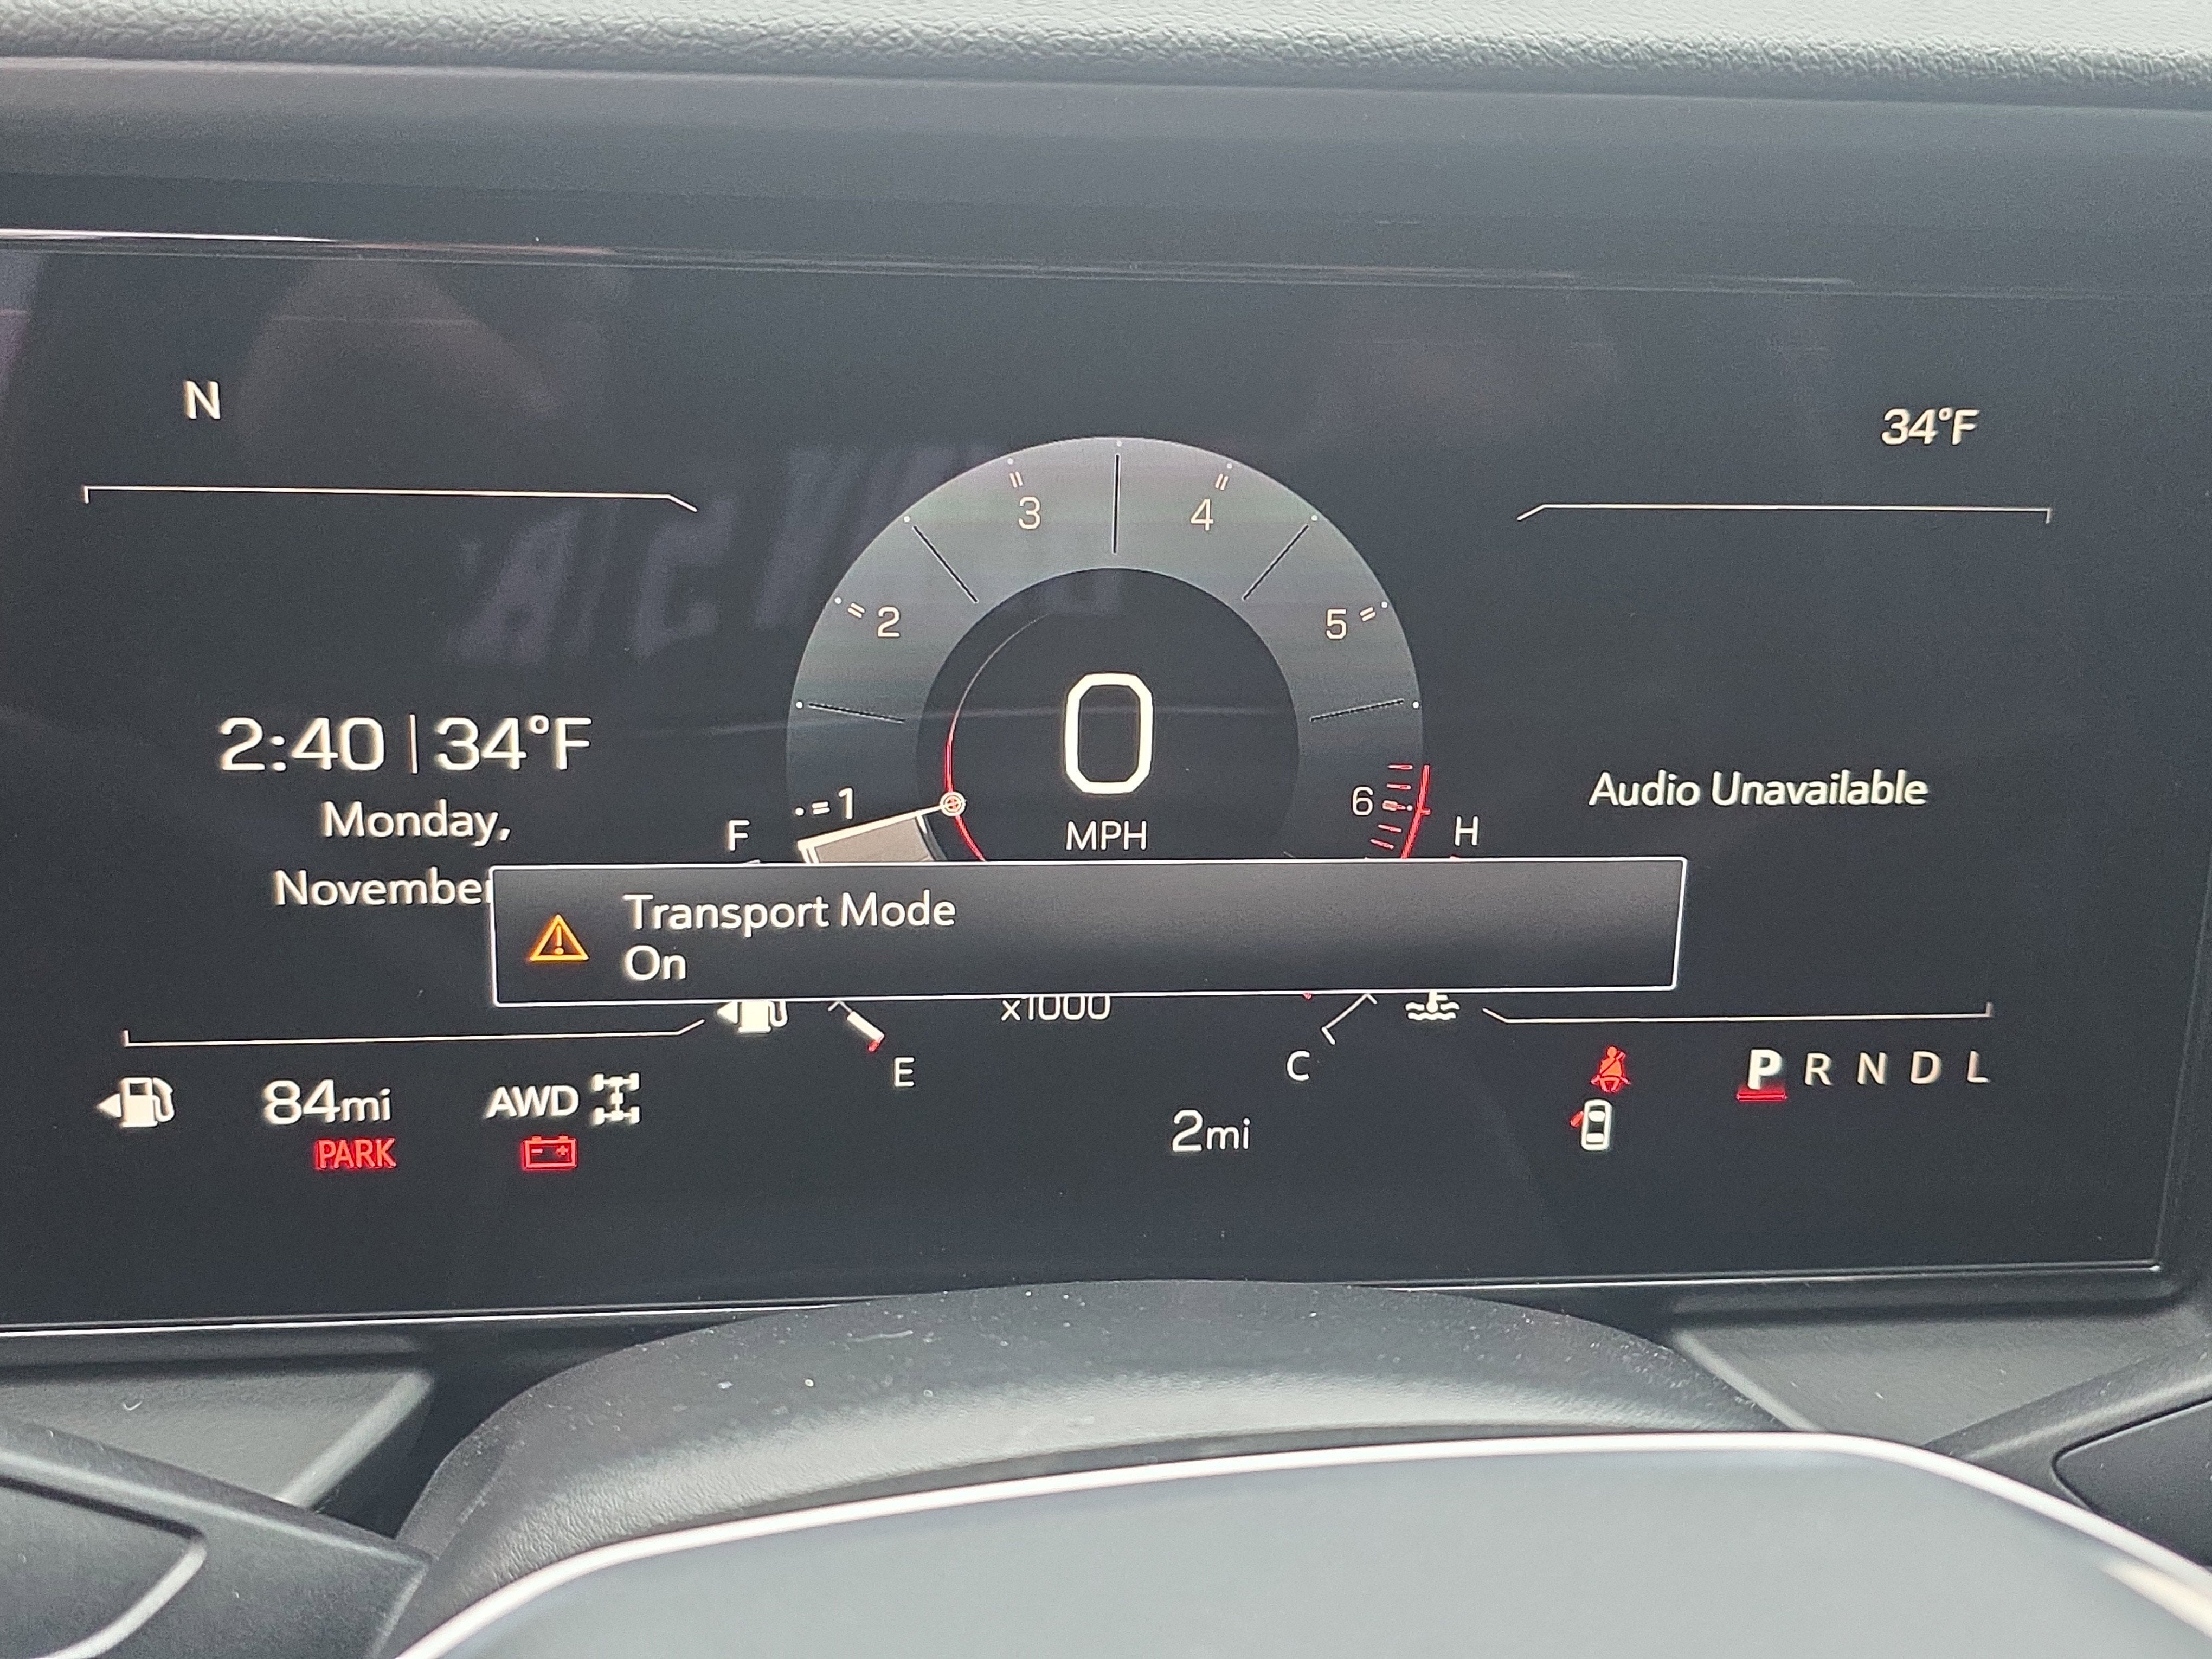 N
34°F
3
4
2
5
2:40 | 34°F
0
Audio Unavailable
1
6
Monday,
F
MPH
H
November
Transport Mode
On
x1000
E
C
P R N D L
84mi
AWD
2mi
PARK